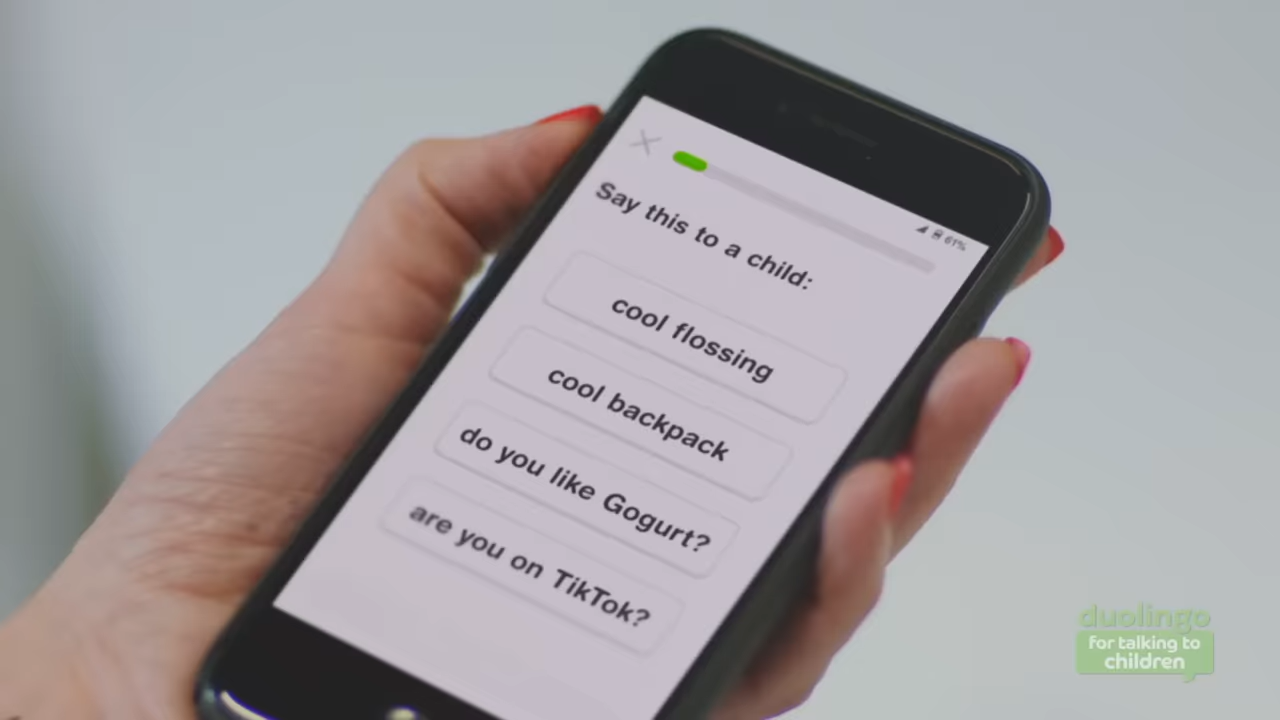 61%
Say this to a child:
cool flossing
cool backpack
do you like Gogurt?
are you on TikTok?
duolingo
for talking to
children